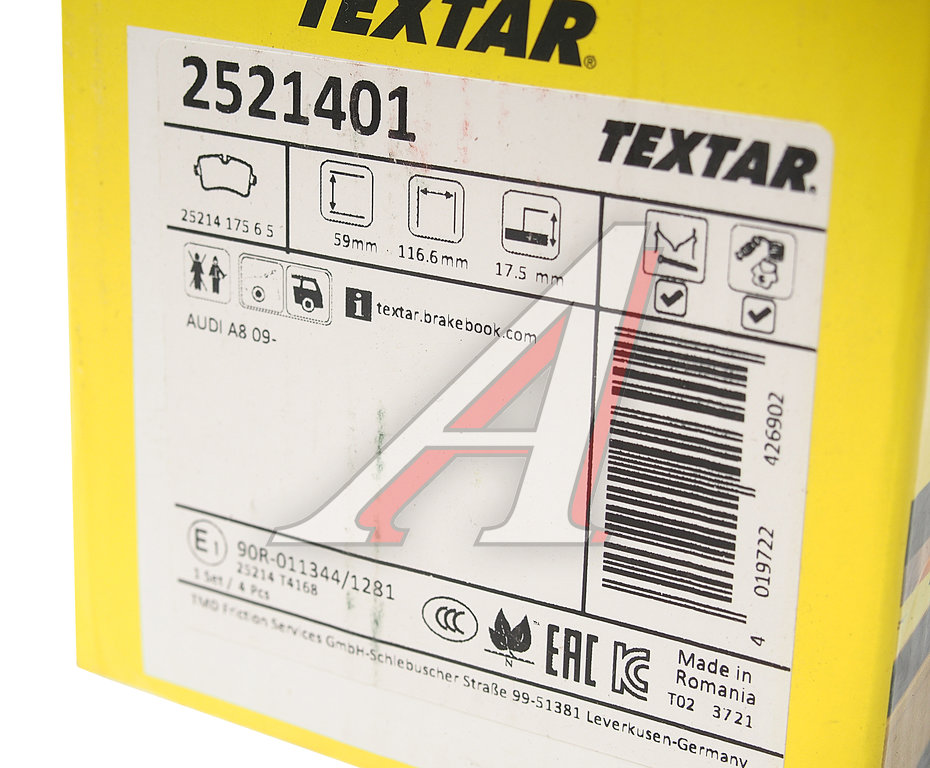 TEXTAR®
2521401
TEXTAR
25214 175 6 5
59mm
116.6mm
17.5 mm
i textar.brakebook.com
AUDI A8 09-
4 019722 426902
E1 90R-011344/1281
25214 T4168
1 Set / 4 Pcs
CCC
N
EAC
KC
Made in
Romania
T02 3721
TMD Friction Services GmbH-Schlebuscher Straße 99-51381 Leverkusen-Germany